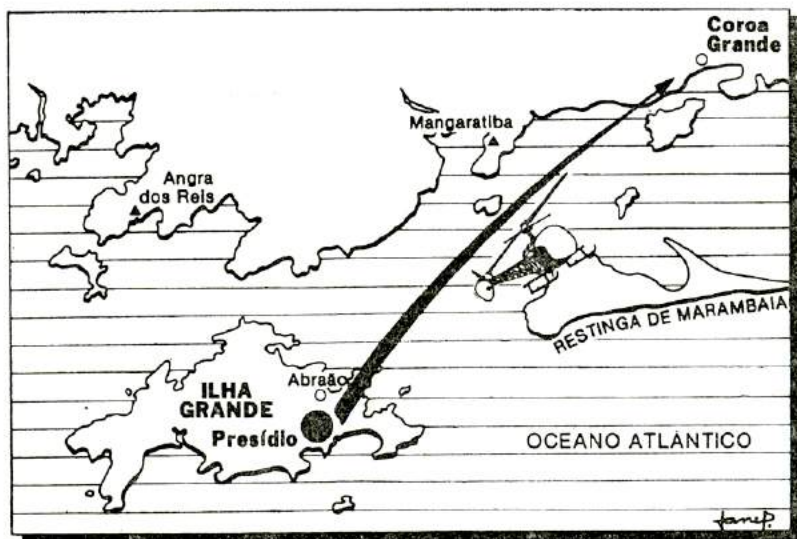 Coroa
Grande
Mangaratiba
Angra
dos Reis
RESTINGA DE MARAMBAIA
Abraão
ILHA
GRANDE
Presídio
OCEANO ATLÂNTICO